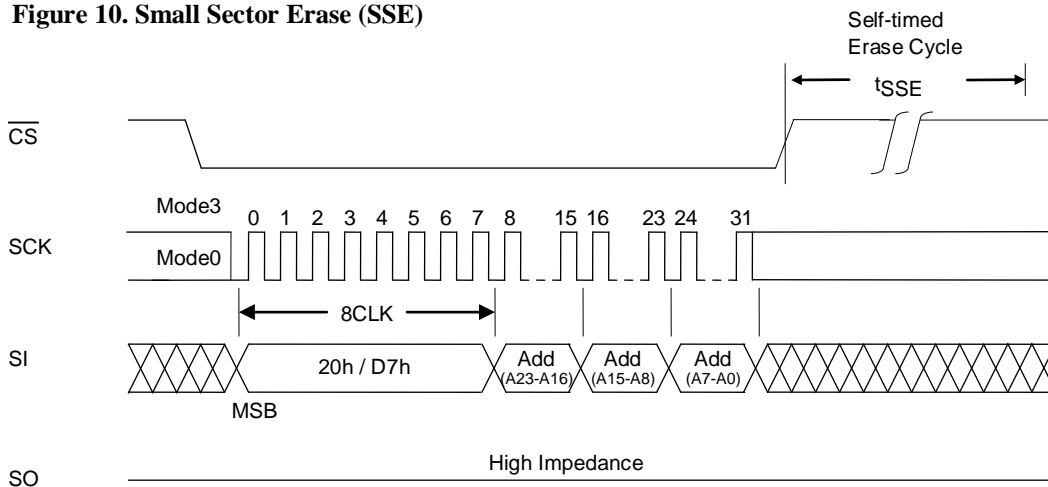 Figure 10. Small Sector Erase (SSE)
Self-timed
Erase Cycle
tSSE
CS
Mode3
0 1 2 3 4 5 6 7 8 15 16 23 24 31
SCK
Mode0
8CLK
SI
20h / D7h
Add
(A23-A16)
Add
(A15-A8)
Add
(A7-A0)
MSB
High Impedance
SO